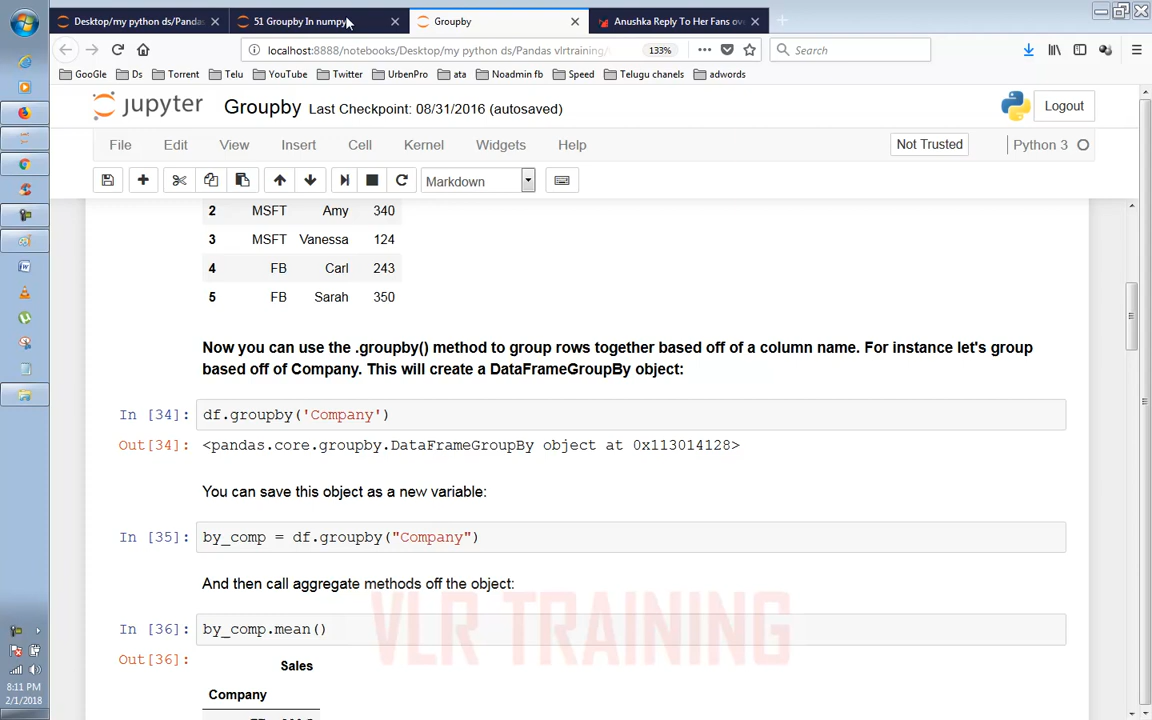 Desktop/my python ds/Pandas
51 Groupby In numpy
Groupby
Anushka Reply To Her Fans ov
localhost:8888/notebooks/Desktop/my python ds/Pandas vlrtraining/
133%
Search
GooGle
Ds
Torrent
Telu
YouTube
Twitter
UrbenPro
ata
Noadmin fb
Speed
Telugu chanels
adwords
jupyter
Groupby Last Checkpoint: 08/31/2016 (autosaved)
Logout
File Edit View Insert Cell Kernel Widgets Help
Not Trusted
Python 3
Markdown
2 MSFT Amy 340
3 MSFT Vanessa 124
4 FB Carl 243
5 FB Sarah 350
Now you can use the .groupby() method to group rows together based off of a column name. For instance let's group
based off of Company. This will create a DataFrameGroupBy object:
In [34]: df.groupby('Company')
Out[34]: <pandas.core.groupby.DataFrameGroupBy object at 0x113014128>
You can save this object as a new variable:
In [35]: by_comp = df.groupby("Company")
And then call aggregate methods off the object:
In [36]: by_comp.mean()
VLR TRAINING
Out[36]:
Sales
Company
8:11 PM
2/1/2018